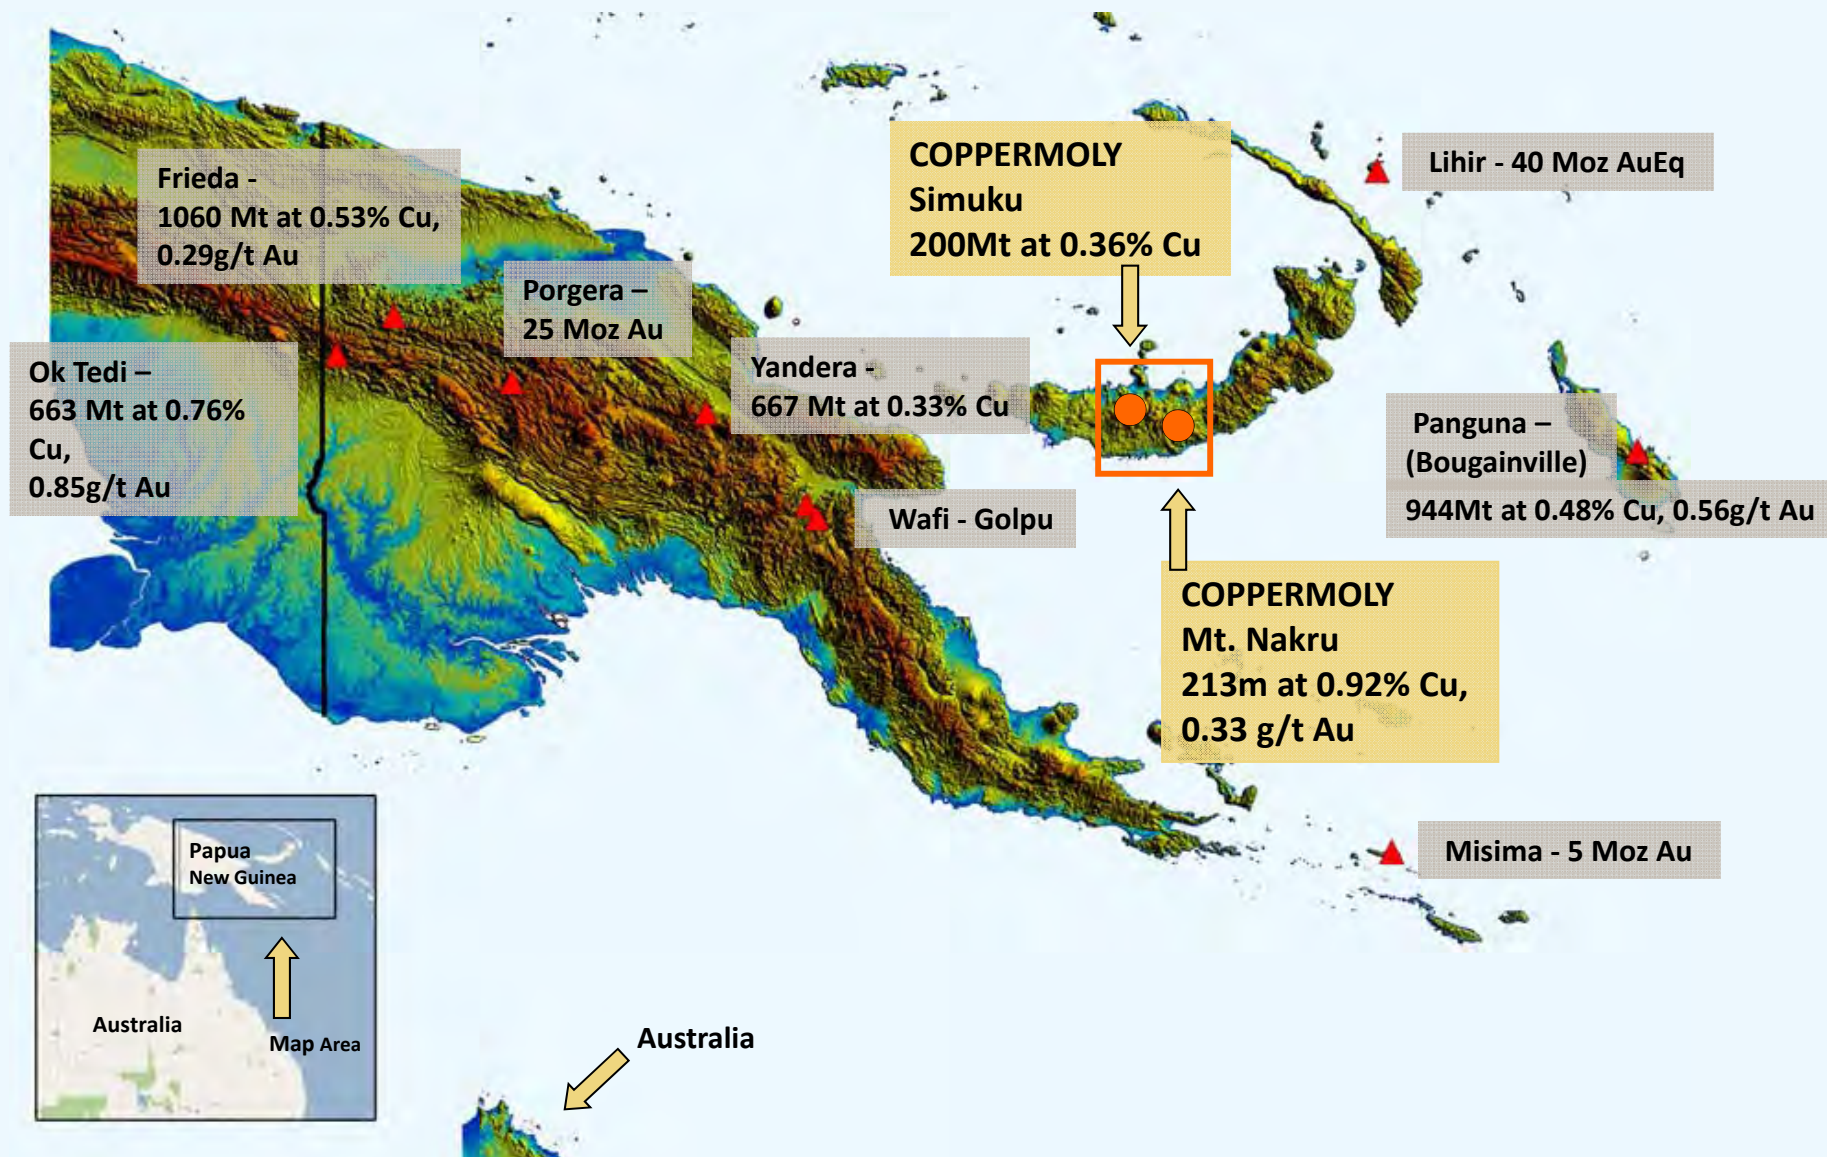 Frieda -
1060 Mt at 0.53% Cu,
0.29g/t Au
COPPERMOLY
Simuku
200Mt at 0.36% Cu
Lihir - 40 Moz AuEq
Porgera –
25 Moz Au
Ok Tedi –
663 Mt at 0.76%
Cu,
0.85g/t Au
Yandera -
667 Mt at 0.33% Cu
Panguna –
(Bougainville)
944Mt at 0.48% Cu, 0.56g/t Au
Wafi - Golpu
COPPERMOLY
Mt. Nakru
213m at 0.92% Cu,
0.33 g/t Au
Misima - 5 Moz Au
Papua
New Guinea
Australia
Map Area
Australia